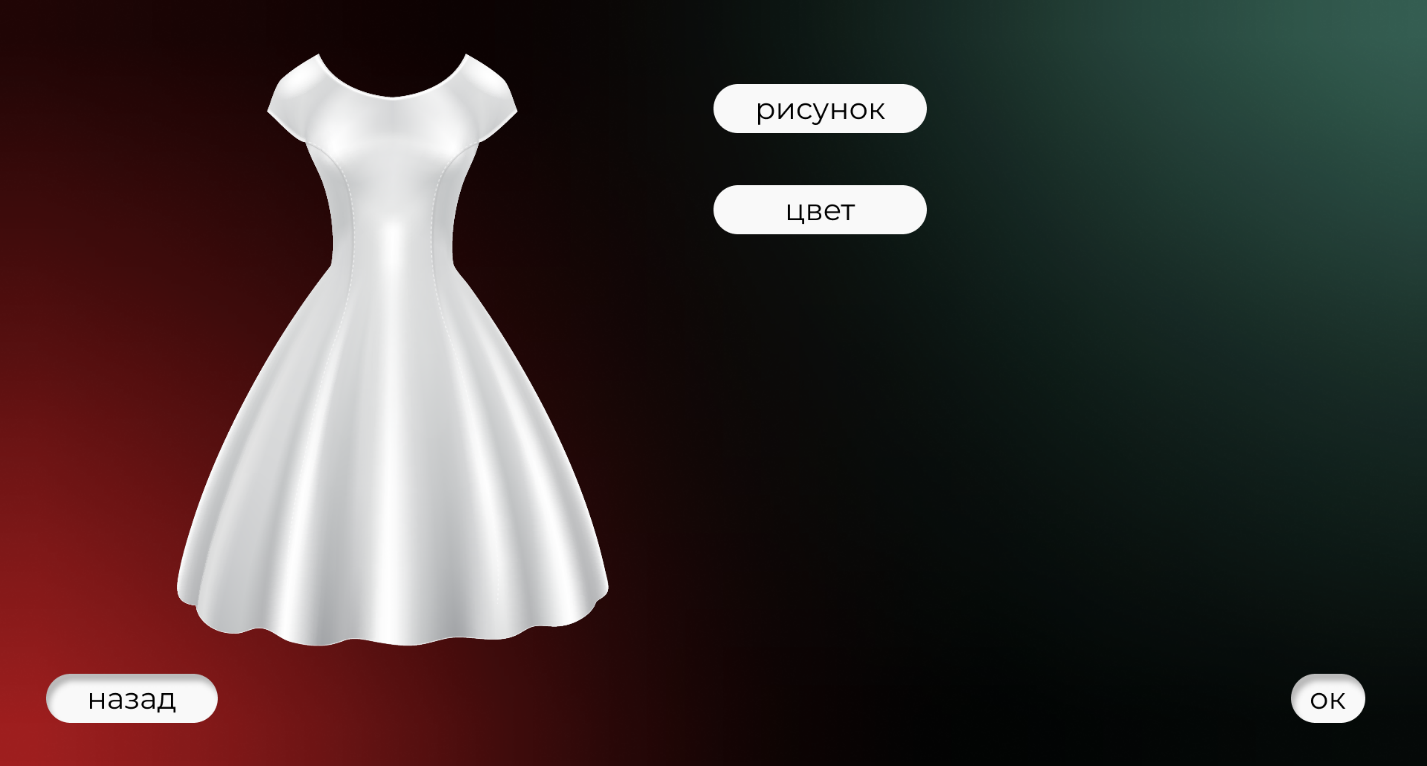 рисунок
цвет
назад
ок